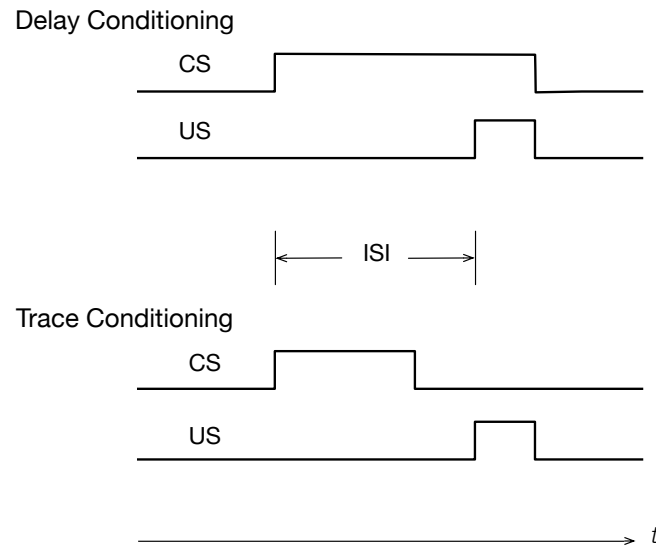 Delay Conditioning
CS
US
ISI
Trace Conditioning
CS
US
t